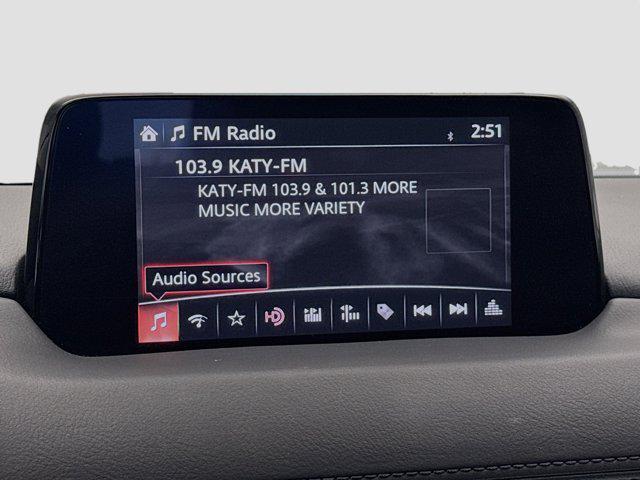 FM Radio
2:51
103.9 KATY-FM
KATY-FM 103.9 & 101.3 MORE
MUSIC MORE VARIETY
Audio Sources
HD